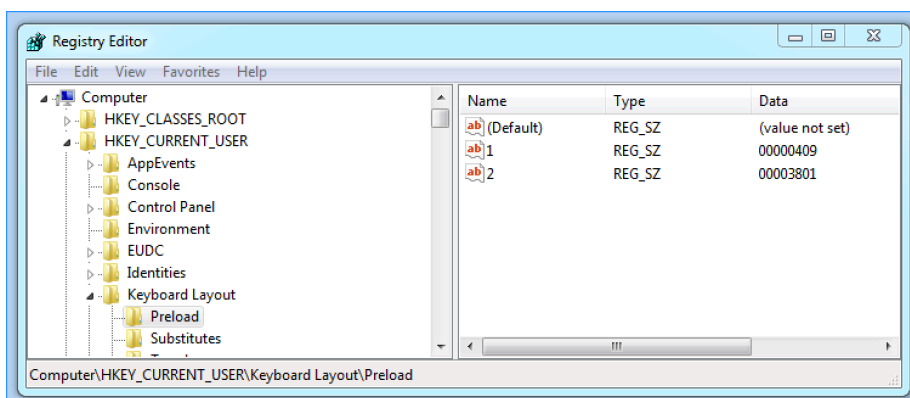 Registry Editor
File Edit View Favorites Help
Computer
HKEY_CLASSES_ROOT
HKEY_CURRENT_USER
AppEvents
Console
Control Panel
Environment
EUDC
Identities
Keyboard Layout
Preload
Substitutes
Name Type Data
(Default) REG_SZ (value not set)
1 REG_SZ 00000409
2 REG_SZ 00003801
Computer\HKEY_CURRENT_USER\Keyboard Layout\Preload